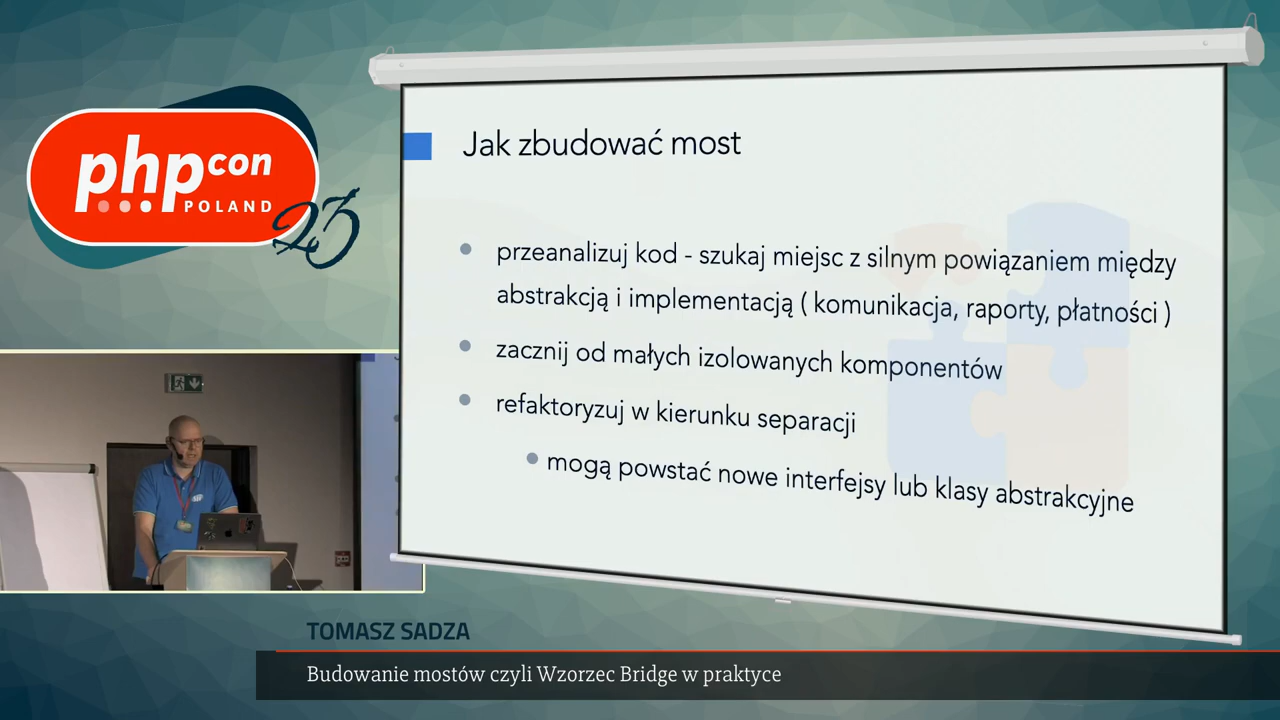 phpcon
POLAND
23
Jak zbudować most
przeanalizuj kod - szukaj miejsc z silnym powiązaniem między
abstrakcją i implementacją ( komunikacja, raporty, płatności )
zacznij od małych izolowanych komponentów
refaktoryzuj w kierunku separacji
mogą powstać nowe interfejsy lub klasy abstrakcyjne
TOMASZ SADZA
Budowanie mostów czyli Wzorzec Bridge w praktyce